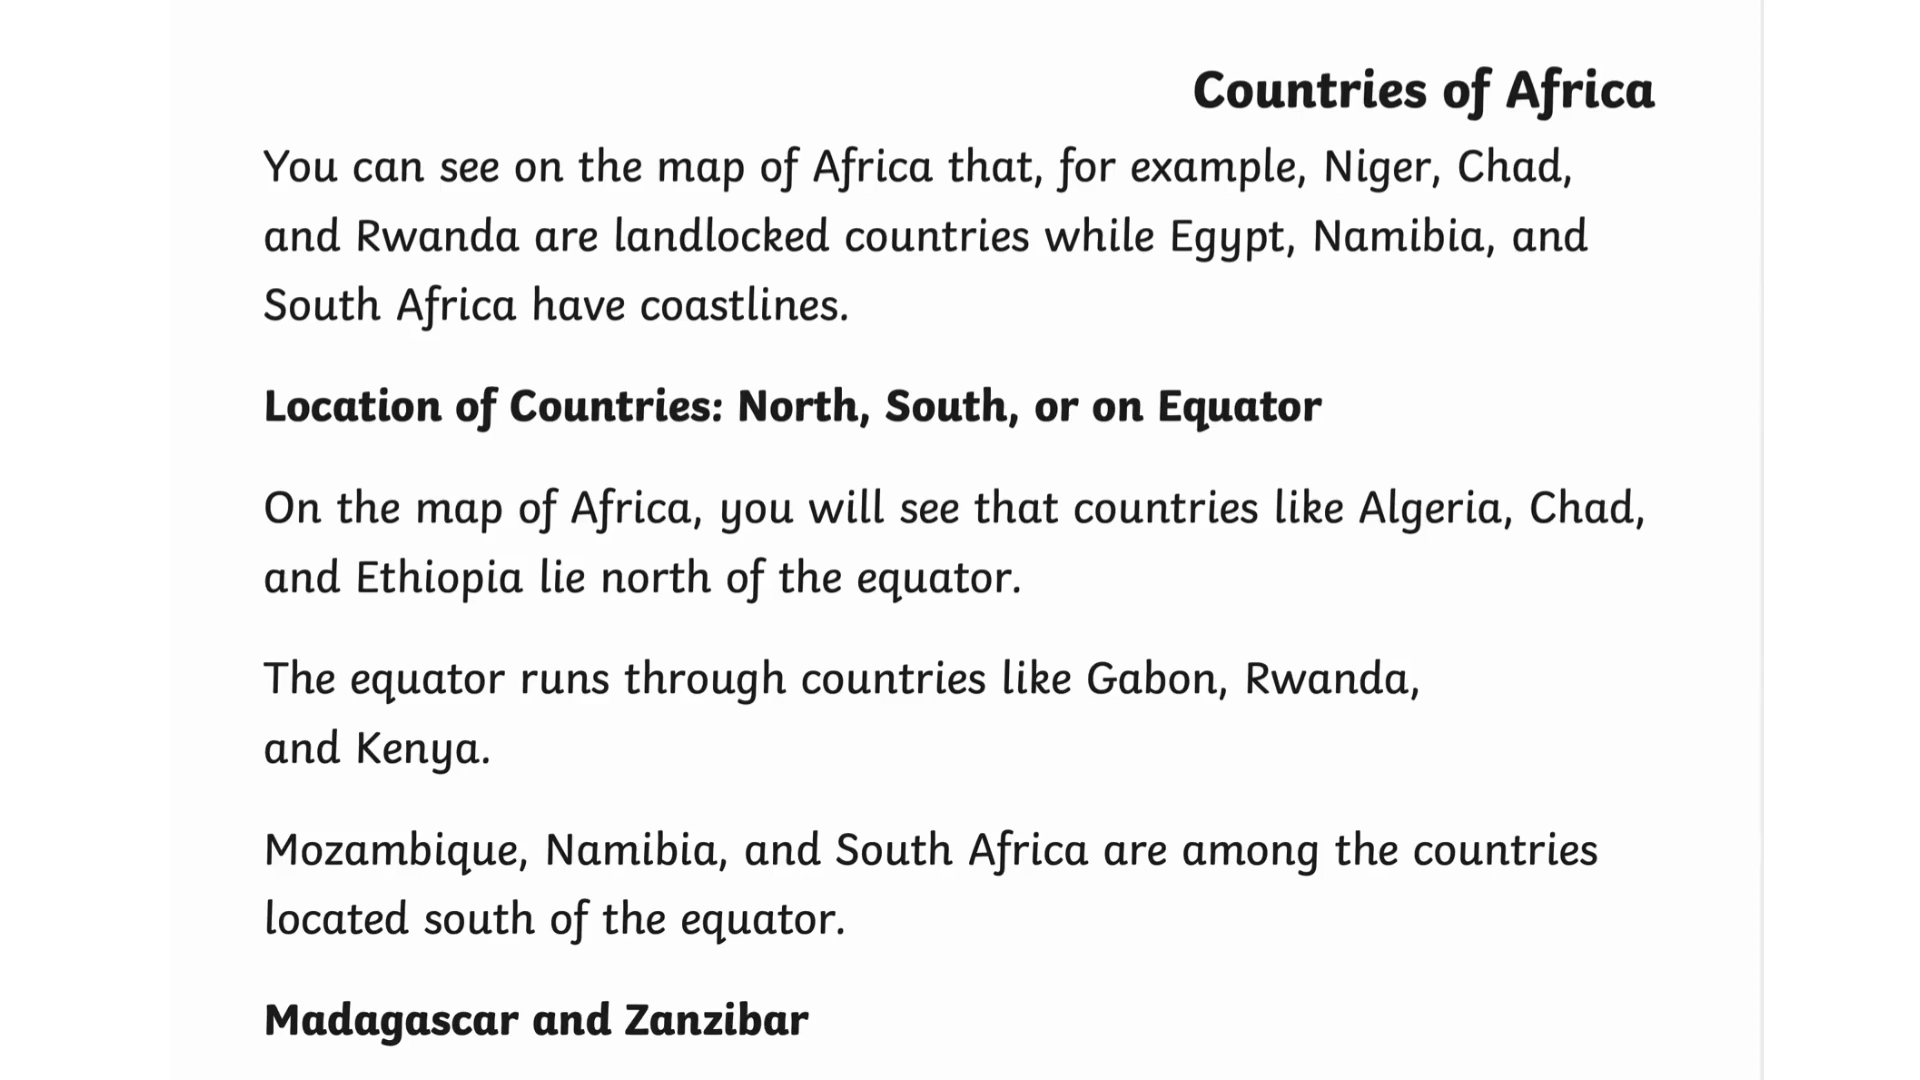 Countries of Africa
You can see on the map of Africa that, for example, Niger, Chad,
and Rwanda are landlocked countries while Egypt, Namibia, and
South Africa have coastlines.
Location of Countries: North, South, or on Equator
On the map of Africa, you will see that countries like Algeria, Chad,
and Ethiopia lie north of the equator.
The equator runs through countries like Gabon, Rwanda,
and Kenya.
Mozambique, Namibia, and South Africa are among the countries
located south of the equator.
Madagascar and Zanzibar